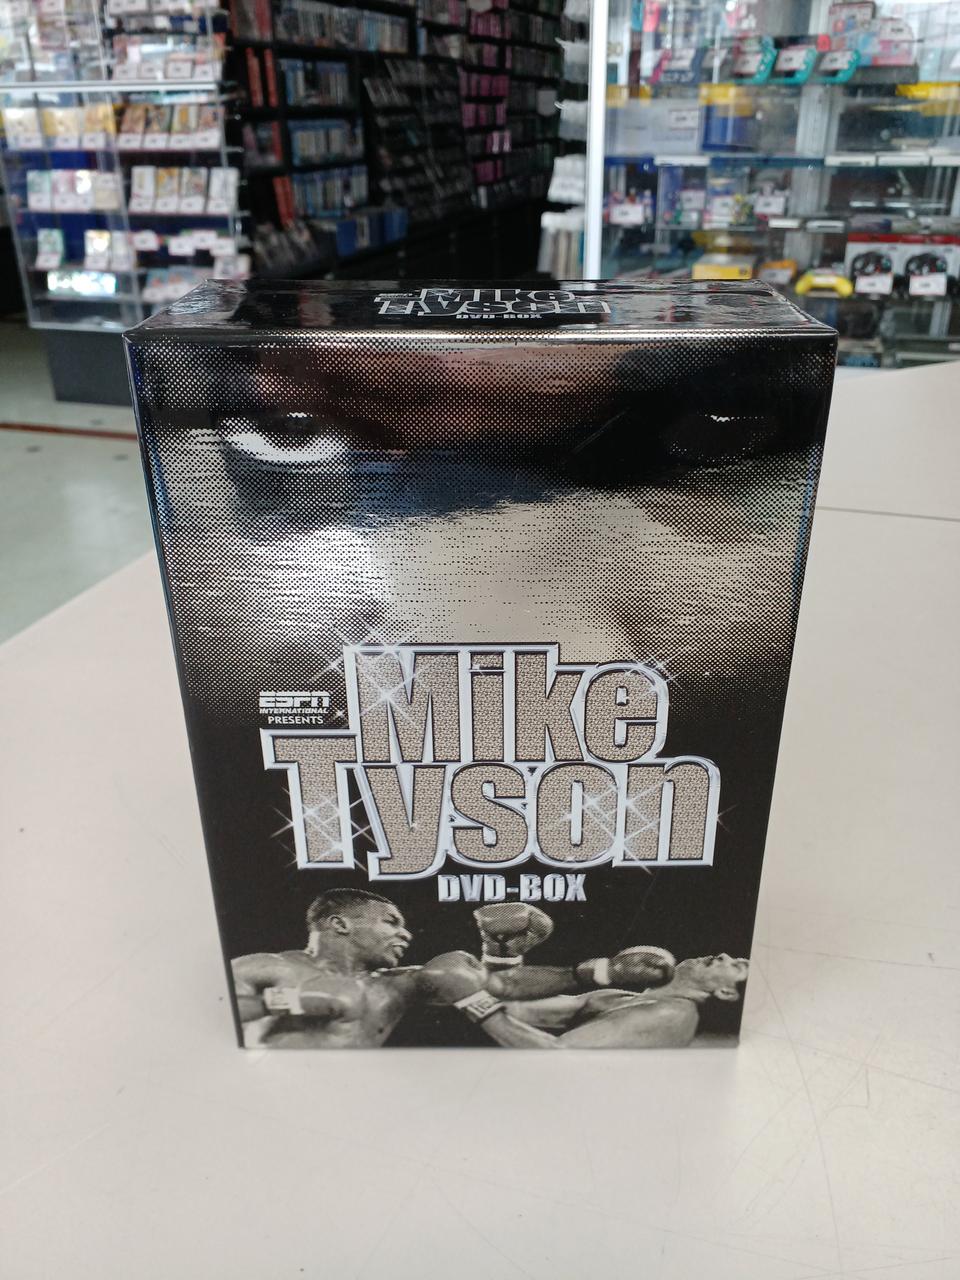 Mike
Tyson
DVD-BOX
ESPN
INTERNATIONAL
PRESENTS
Mike
Tyson
DVD-BOX